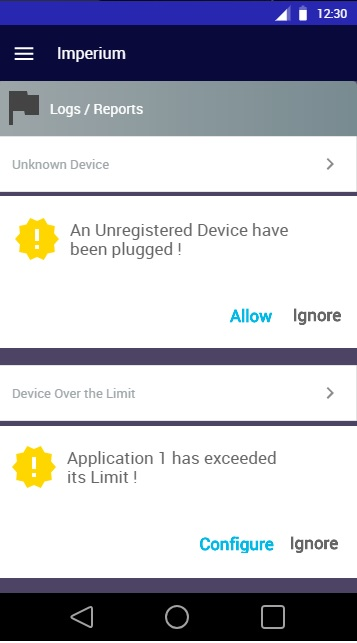 12:30
Imperium
Logs / Reports
Unknown Device
An Unregistered Device have
been plugged !
Allow Ignore
Device Over the Limit
Application 1 has exceeded
its Limit !
Configure Ignore